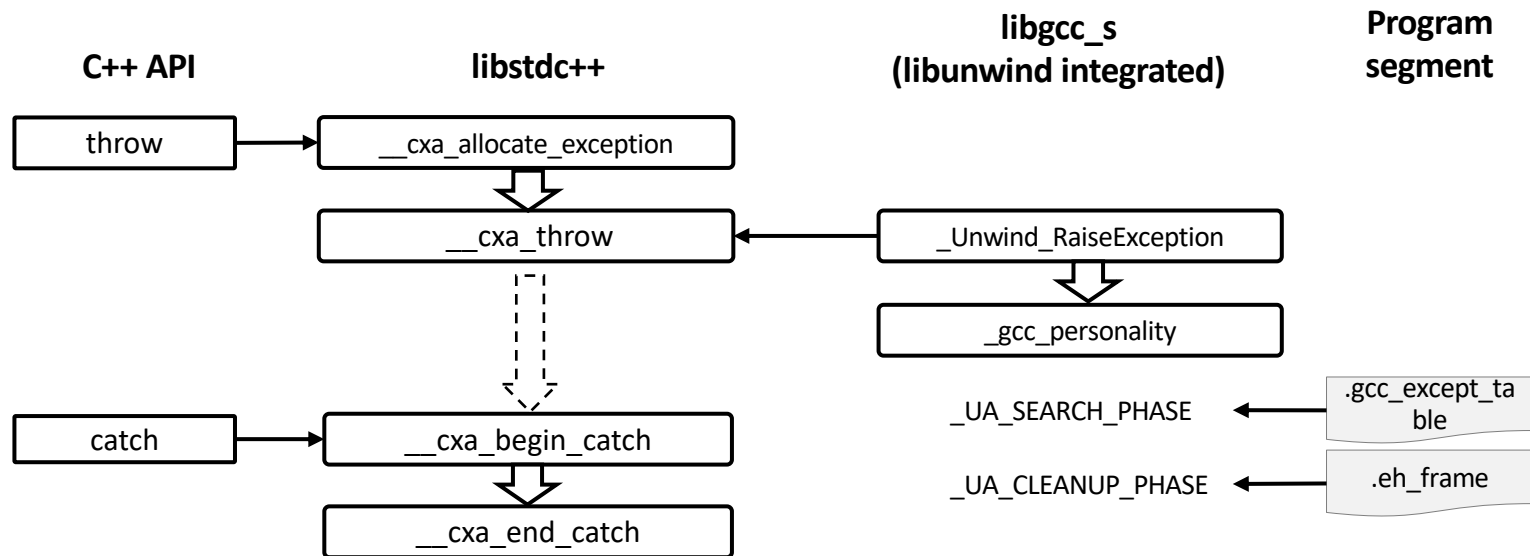 C++ API
libstdc++
libgcc_s
(libunwind integrated)
Program
segment
throw
__cxa_allocate_exception
__cxa_throw
_Unwind_RaiseException
_gcc_personality
_UA_SEARCH_PHASE
.gcc_except_ta
ble
catch
__cxa_begin_catch
_UA_CLEANUP_PHASE
.eh_frame
__cxa_end_catch